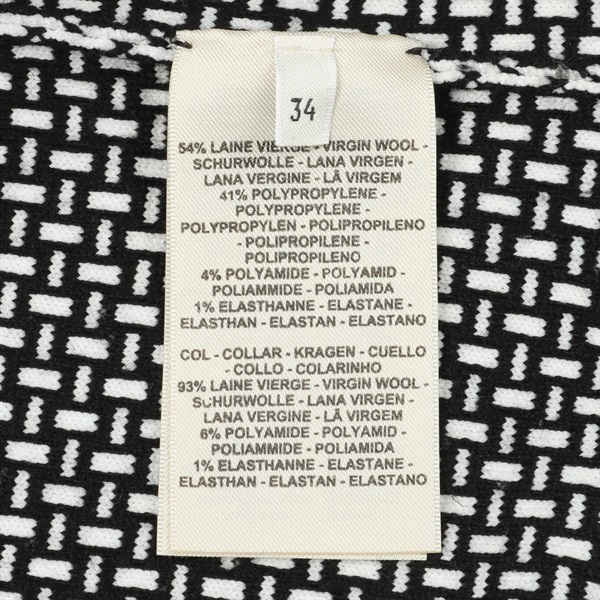 34
54% LAINE VIERGE - VIRGIN WOOL -
SCHURWOLLE - LANA VIRGEN -
LANA VERGINE - LÃ VIRGEM
41% POLYPROPYLENE -
POLYPROPYLENE -
POLYPROPYLEN - POLIPROPILENO
- POLIPROPILENE -
POLIPROPILENO
4% POLYAMIDE - POLYAMID -
POLIAMMIDE - POLIAMIDA
1% ELASTHANNE - ELASTANE -
ELASTHAN - ELASTAN - ELASTANO
COL - COLLAR - KRAGEN - CUELLO
- COLLO - COLARINHO
93% LAINE VIERGE - VIRGIN WOOL -
SCHURWOLLE - LANA VIRGEN -
LANA VERGINE - LÃ VIRGEM
6% POLYAMIDE - POLYAMID -
POLIAMMIDE - POLIAMIDA
1% ELASTHANNE - ELASTANE -
ELASTHAN - ELASTAN - ELASTANO